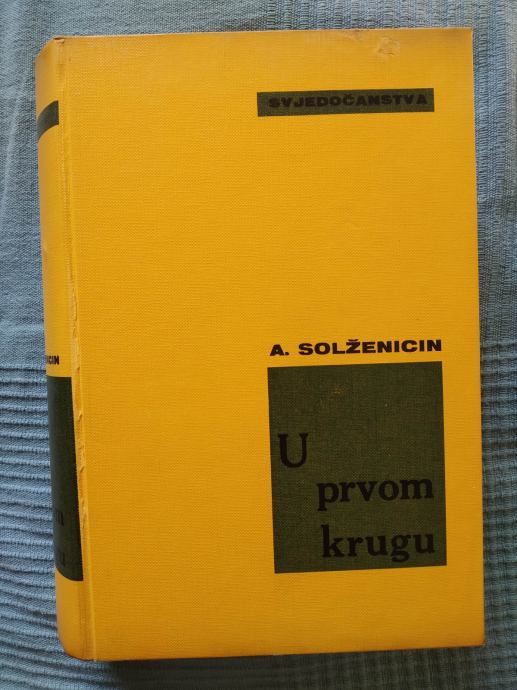 SVJEDOČANSTVA
A. SOLŽENICIN
U
prvom
krugu